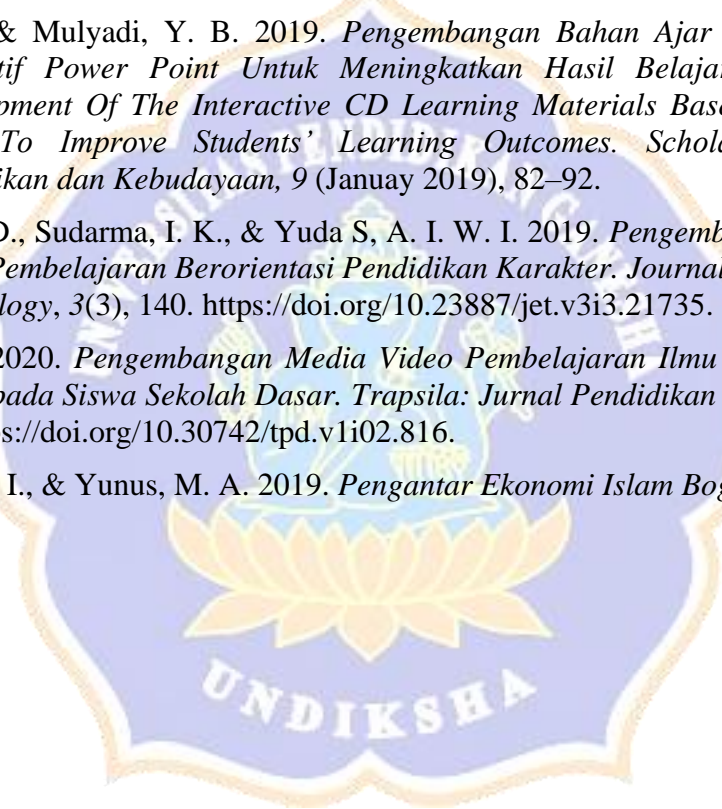 & Mulyadi, Y. B. 2019. Pengembangan Bahan Ajar
tif Power Point Untuk Meningkatkan Hasil Belajar
pment Of The Interactive CD Learning Materials Base
To Improve Students' Learning Outcomes. Schola
ikan dan Kebudayaan, 9 (Januay 2019), 82–92.
D., Sudarma, I. K., & Yuda S, A. I. W. I. 2019. Pengemb
Pembelajaran Berorientasi Pendidikan Karakter. Journal
logy, 3(3), 140. https://doi.org/10.23887/jet.v3i3.21735.
2020. Pengembangan Media Video Pembelajaran Ilmu
pada Siswa Sekolah Dasar. Trapsila: Jurnal Pendidikan
s://doi.org/10.30742/tpd.v1i02.816.
I., & Yunus, M. A. 2019. Pengantar Ekonomi Islam Bog
UNDIKSHA